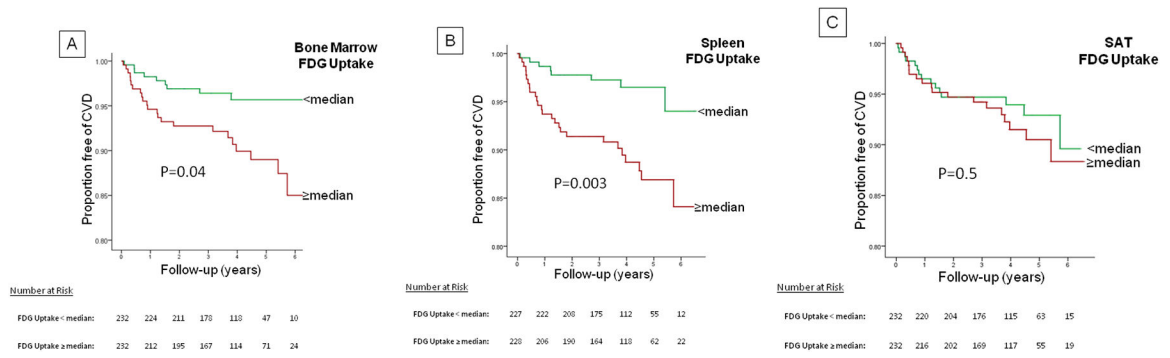 A
Bone Marrow
FDG Uptake
1.00
0.95
0.90
0.85
0.80
Proportion free of CVD
<median
P=0.04
≥median
0 1 2 3 4 5 6
Follow-up (years)
Number at Risk
FDG Uptake < median: 232 224 211 178 118 47 10
FDG Uptake ≥ median: 232 212 195 167 114 71 24
B
Spleen
FDG Uptake
1.00
0.95
0.90
0.85
0.80
Proportion free of CVD
<median
P=0.003
≥median
0 1 2 3 4 5 6
Follow-up (years)
Number at Risk
FDG Uptake < median: 227 222 208 175 112 55 12
FDG Uptake ≥ median: 228 206 190 164 118 62 22
C
SAT
FDG Uptake
1.00
0.95
0.90
0.85
0.80
Proportion free of CVD
<median
≥median
P=0.5
0 1 2 3 4 5 6
Follow-up (years)
Number at Risk
FDG Uptake < median: 232 220 204 176 115 63 15
FDG Uptake ≥ median: 232 216 202 169 117 55 19